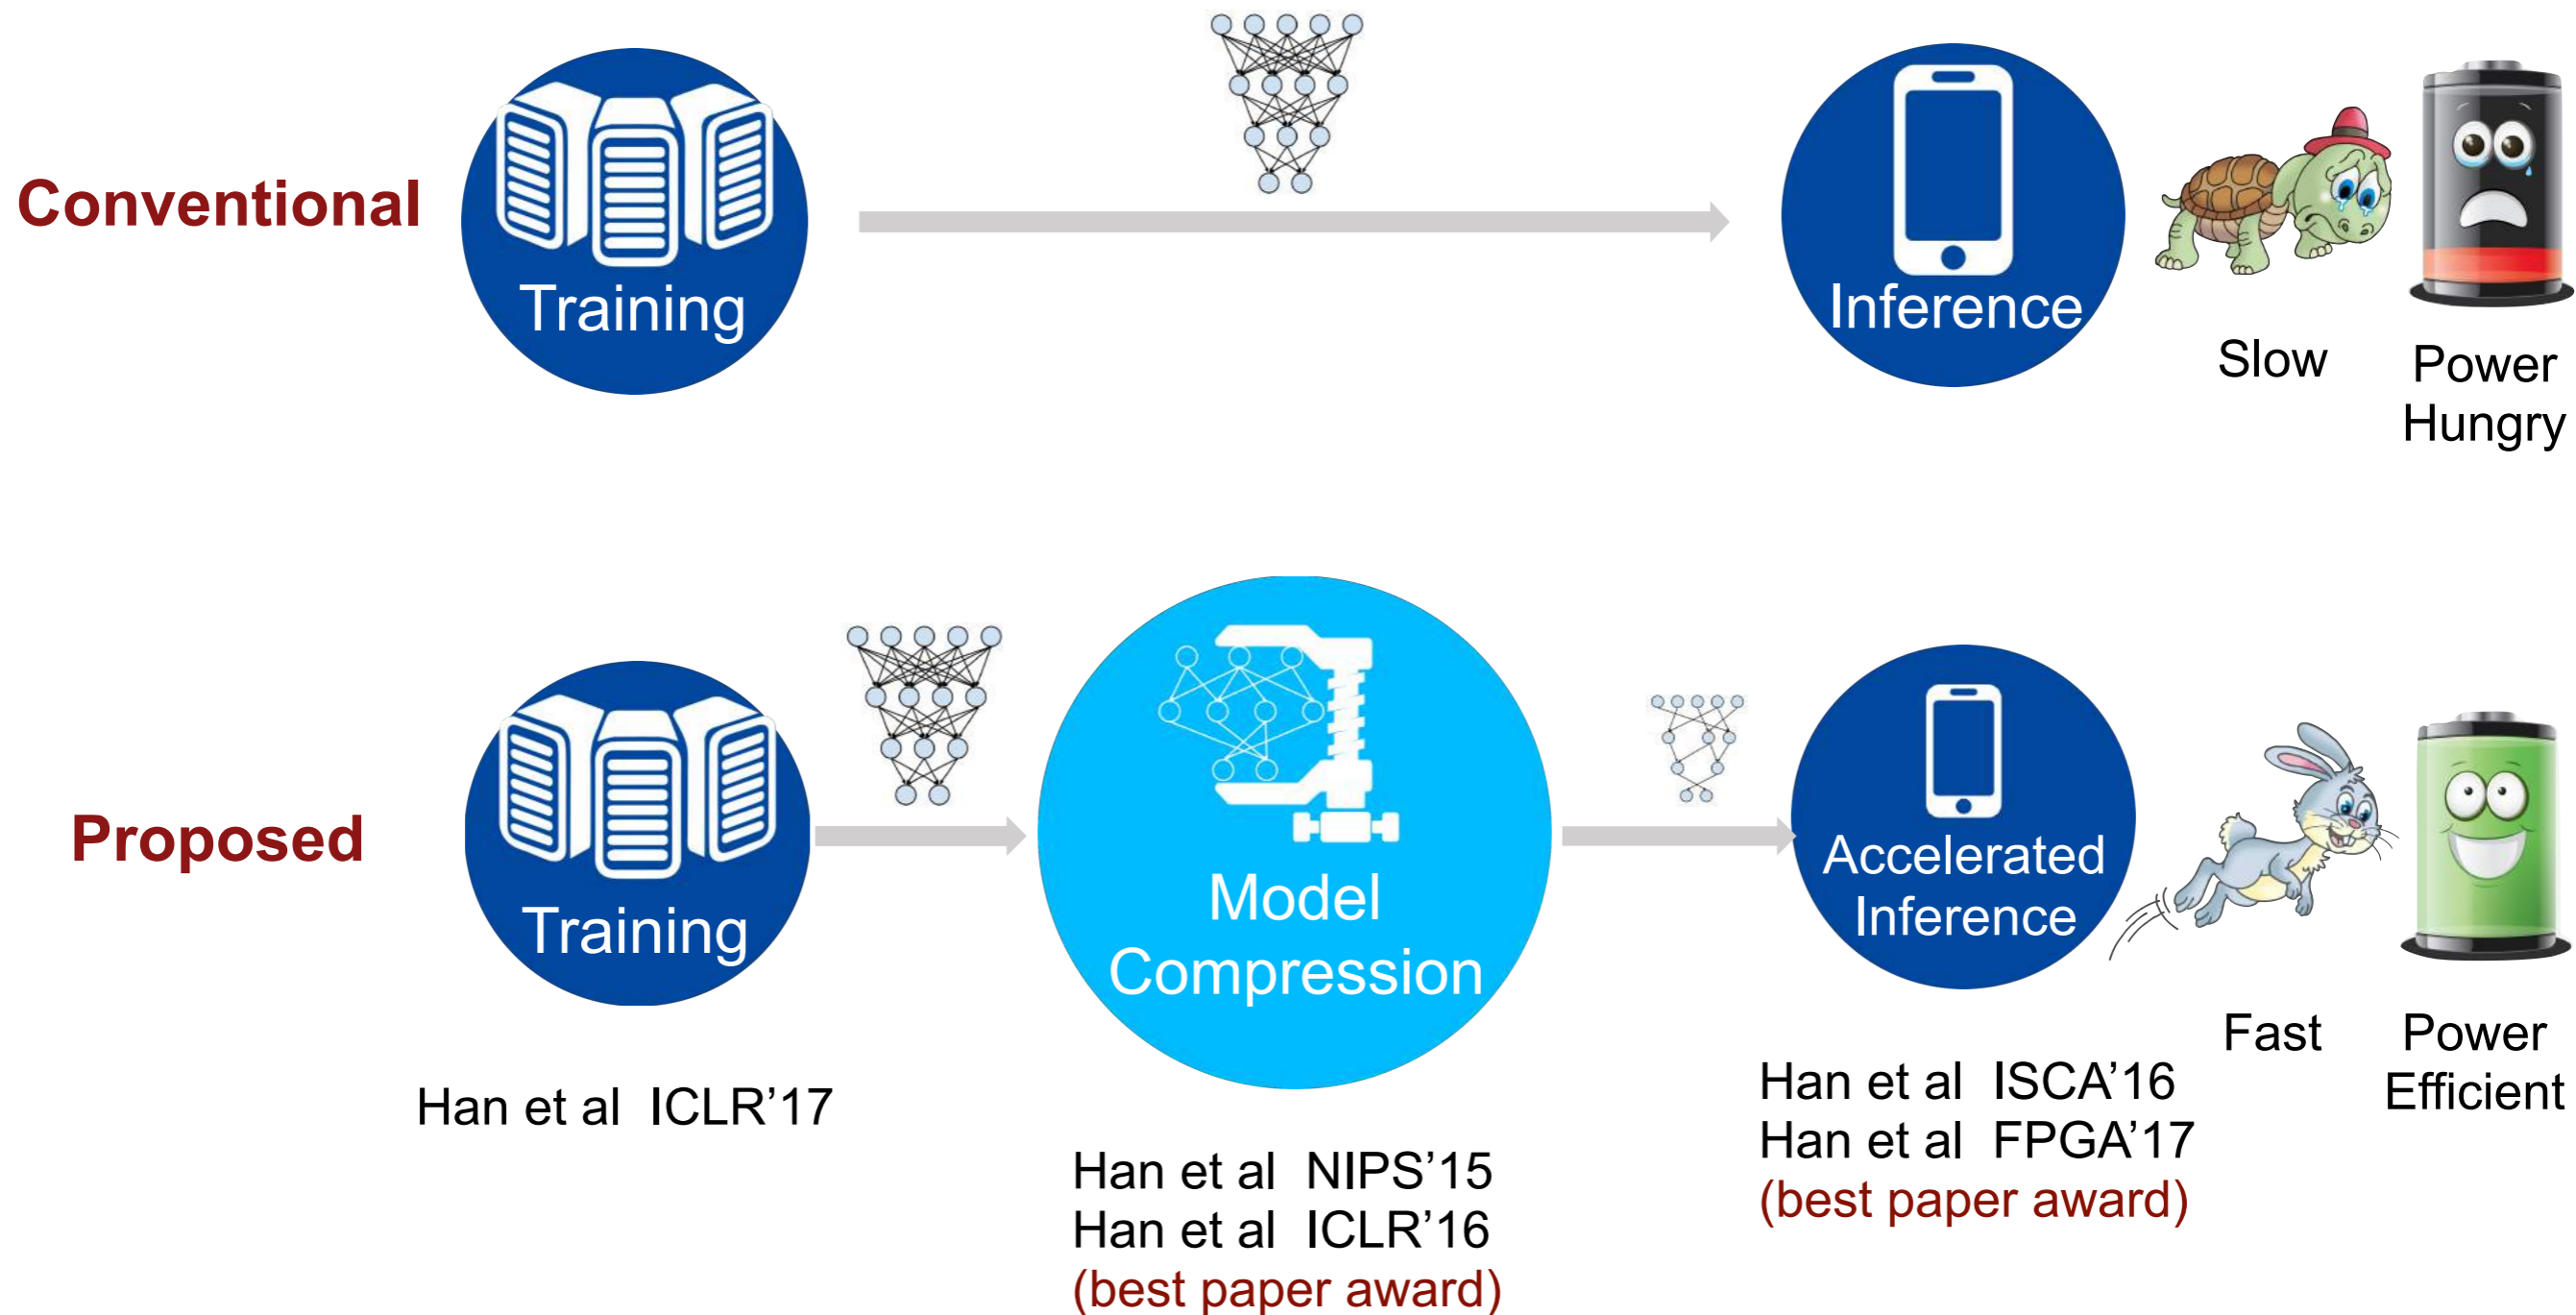 Conventional
Training
Inference
Slow
Power
Hungry
Proposed
Training
Model
Compression
Accelerated
Inference
Fast
Power
Efficient
Han et al ICLR’17
Han et al NIPS’15
Han et al ICLR’16
(best paper award)
Han et al ISCA’16
Han et al FPGA’17
(best paper award)